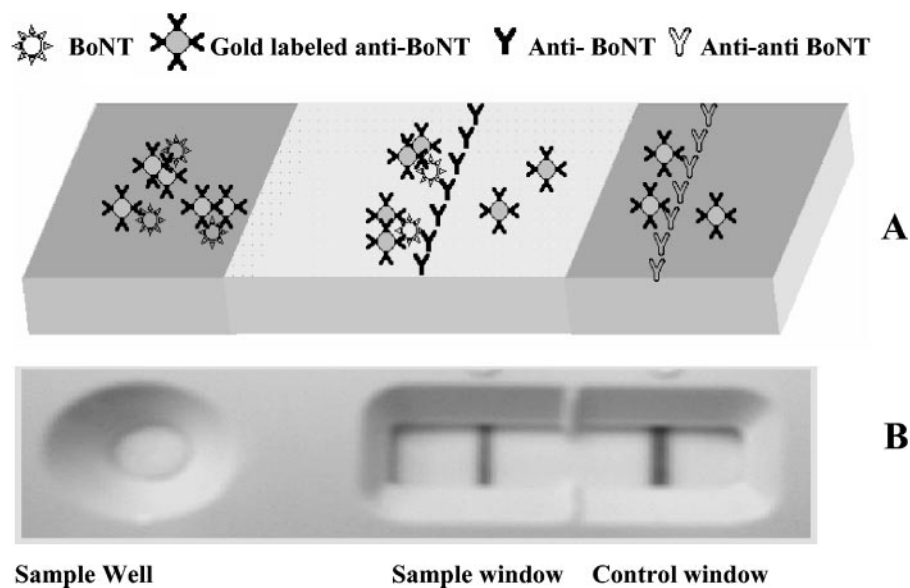 BoNT Gold labeled anti-BoNT Anti- BoNT Anti-anti BoNT
A
B
Sample Well Sample window Control window